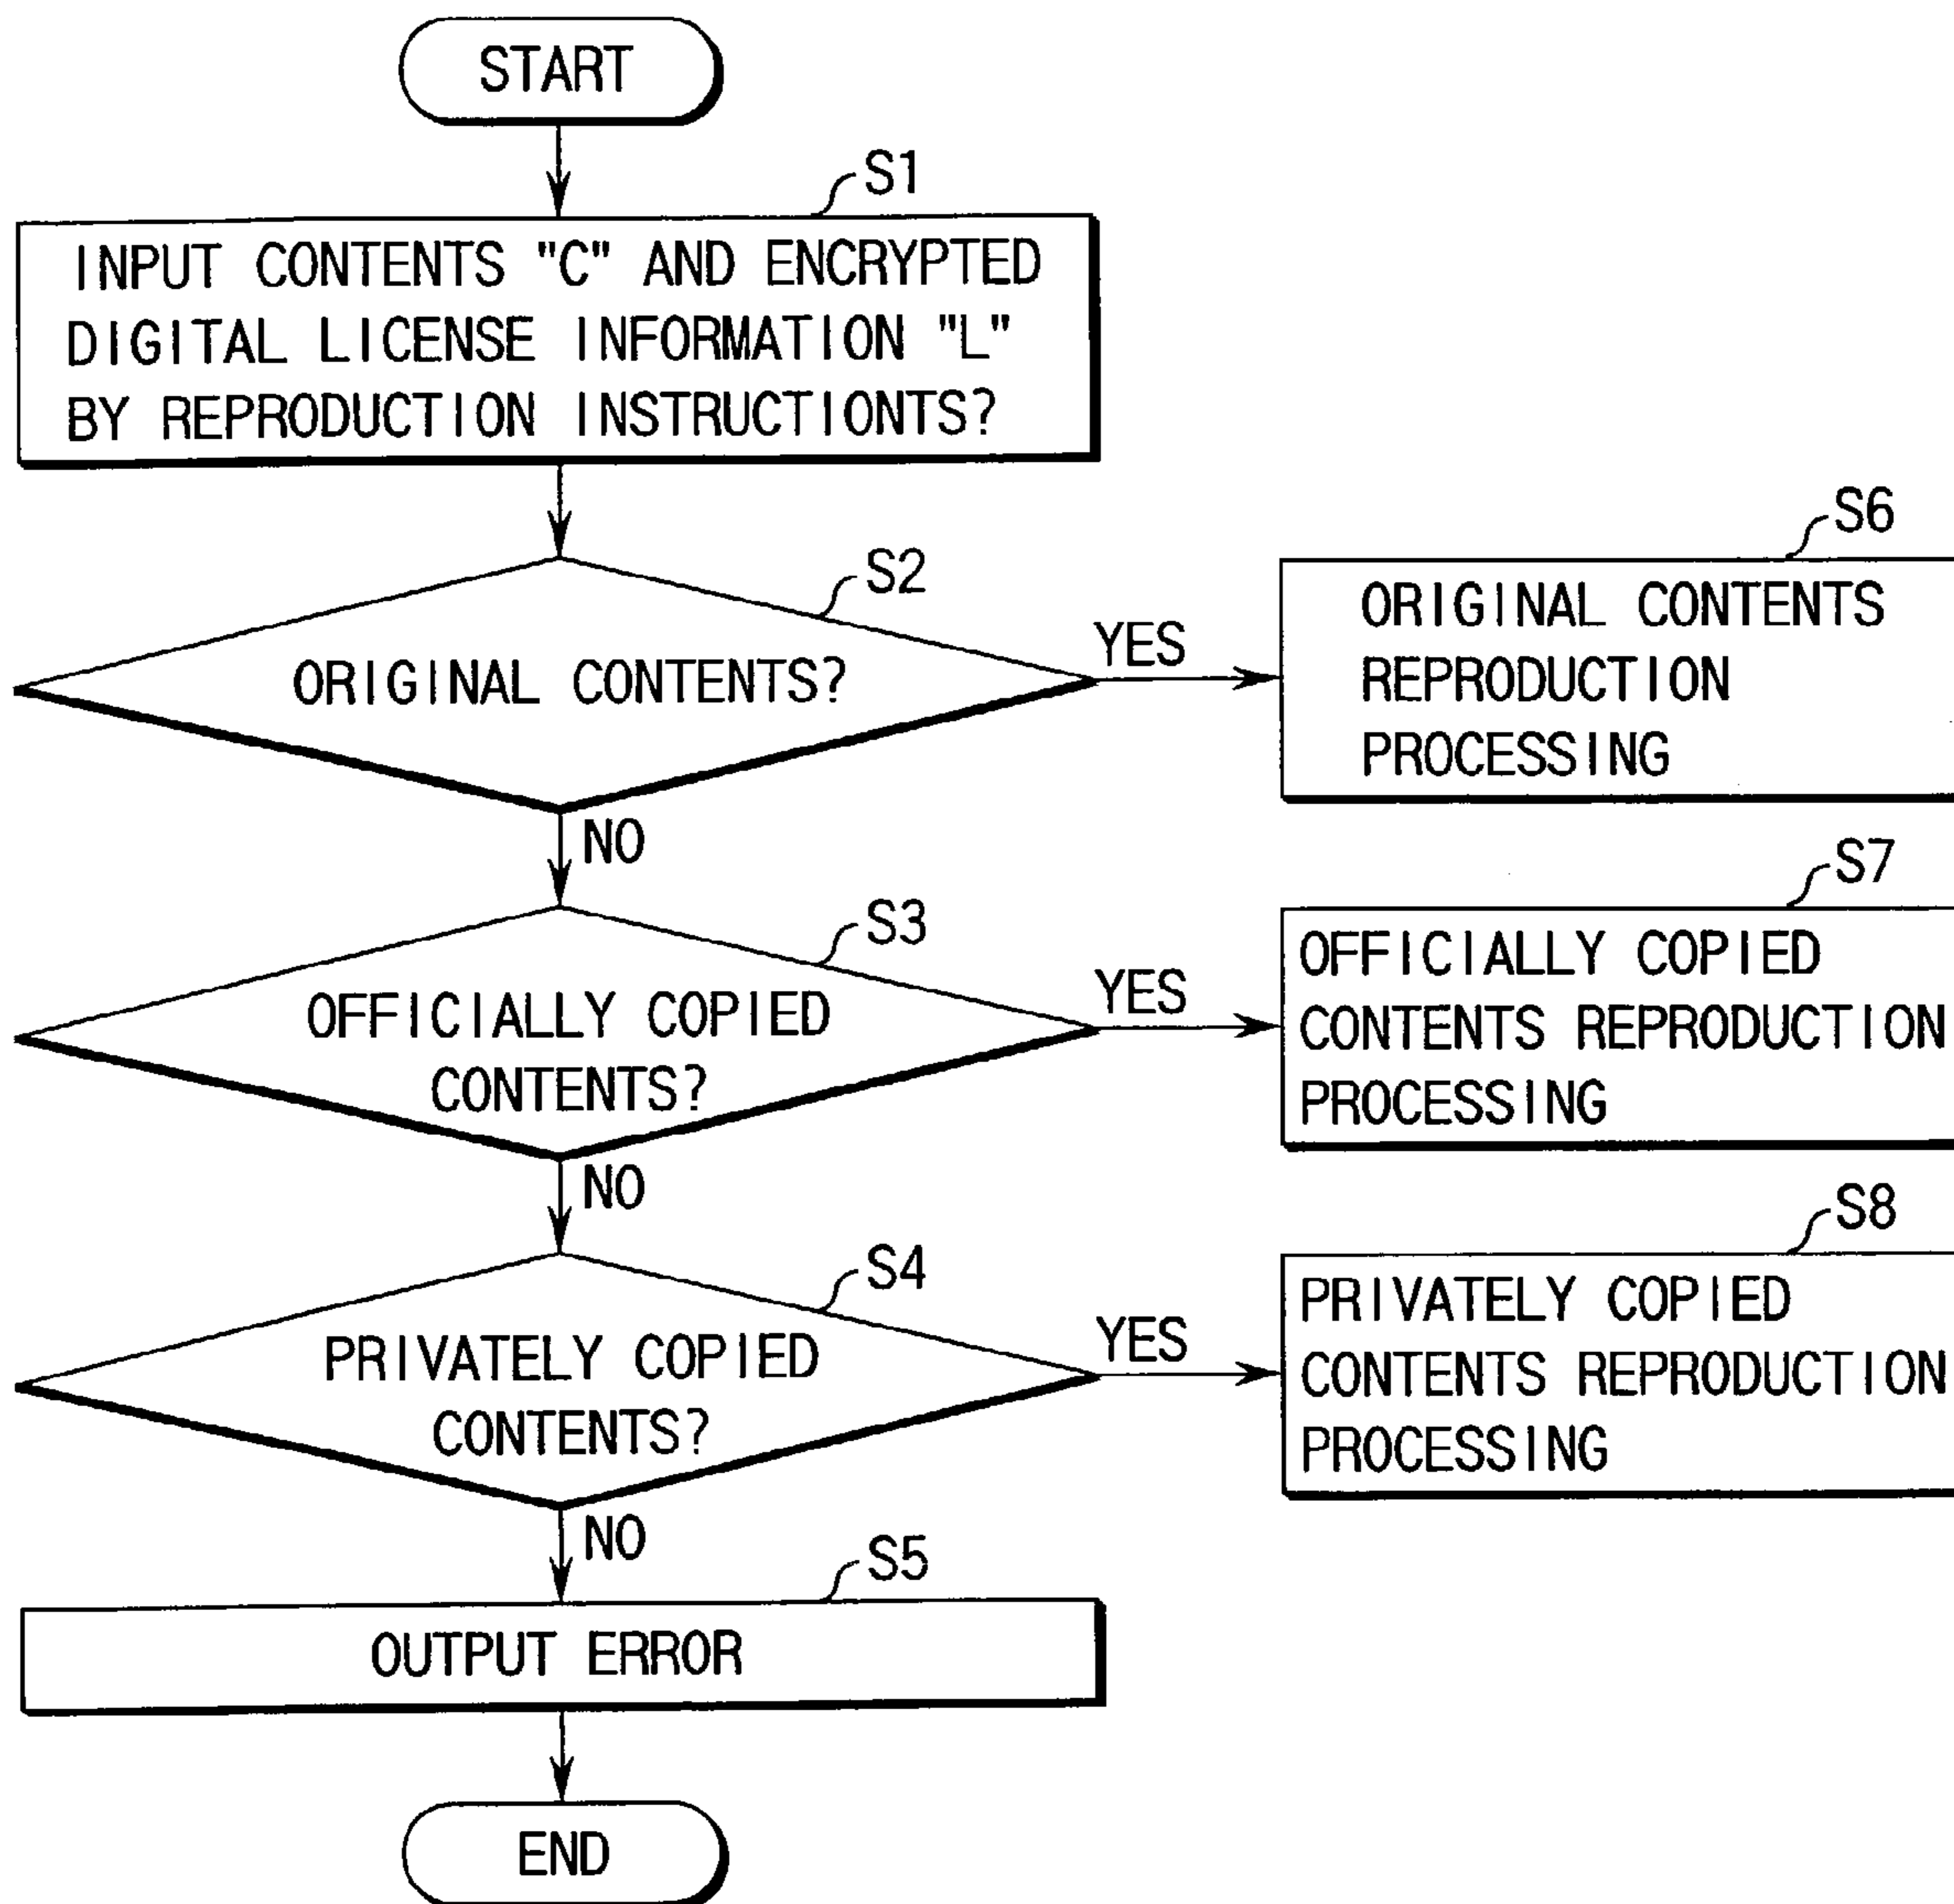 START
S1
INPUT CONTENTS "C" AND ENCRYPTED
DIGITAL LICENSE INFORMATION "L"
BY REPRODUCTION INSTRUCTIONTS?
S2
ORIGINAL CONTENTS?
YES
S6
ORIGINAL CONTENTS
REPRODUCTION
PROCESSING
NO
S3
OFFICIALLY COPIED
CONTENTS?
YES
S7
OFFICIALLY COPIED
CONTENTS REPRODUCTION
PROCESSING
NO
S4
PRIVATELY COPIED
CONTENTS?
YES
S8
PRIVATELY COPIED
CONTENTS REPRODUCTION
PROCESSING
NO
S5
OUTPUT ERROR
END